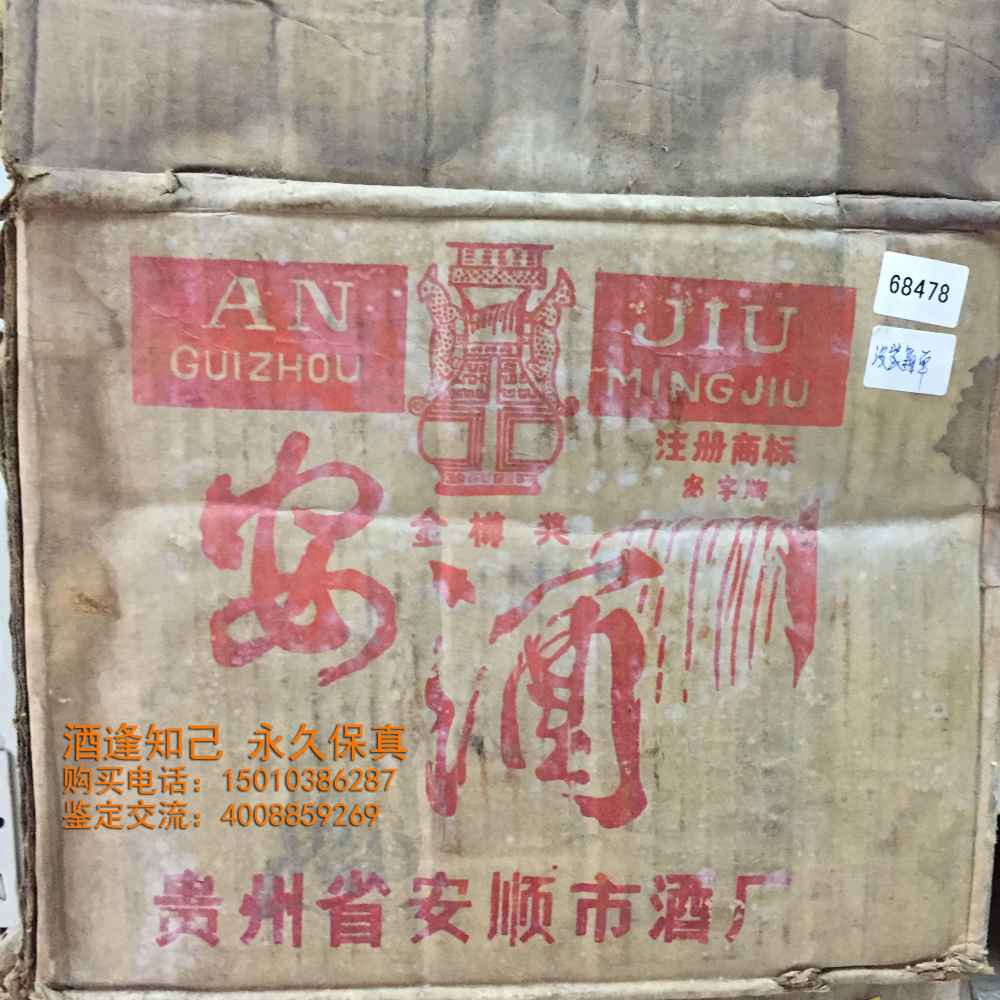 AN
GUIZHOU
JIU
MINGJIU
68478
注册商标
安字牌
金樽奖
安酒
酒逢知己 永久保真
购买电话：15010386287
鉴定交流：4008859269
贵州省安顺市酒厂